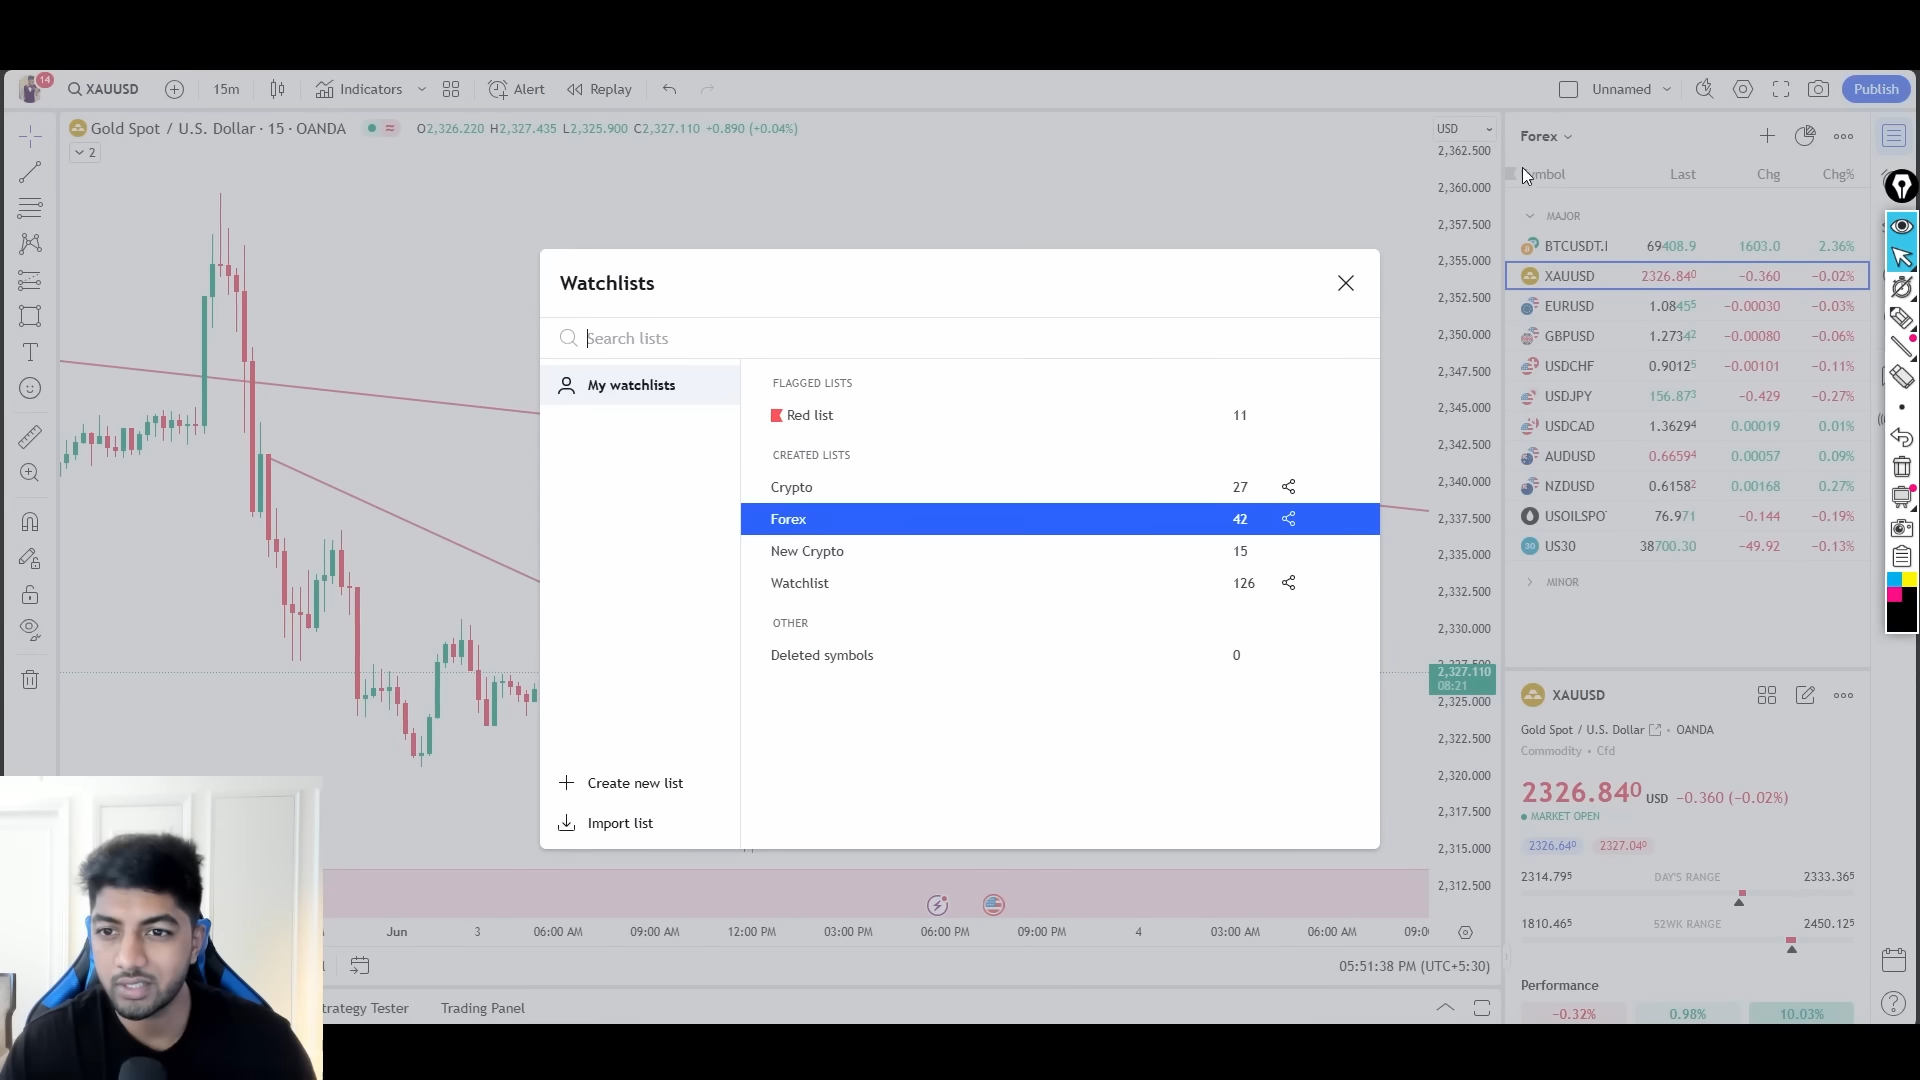 14
XAUUSD
15m
Indicators
Alert
Replay
Unnamed
Publish
Gold Spot / U.S. Dollar · 15 · OANDA
O2,326.220 H2,327.435 L2,325.900 C2,327.110 +0.890 (+0.04%)
2
USD
2,362.500
2,360.000
2,357.500
2,355.000
2,352.500
2,350.000
2,347.500
2,345.000
2,342.500
2,340.000
2,337.500
2,335.000
2,332.500
2,330.000
2,327.110
08:21
2,325.000
2,322.500
2,320.000
2,317.500
2,315.000
2,312.500
Watchlists
Search lists
My watchlists
FLAGGED LISTS
Red list 11
CREATED LISTS
Crypto 27
Forex 42
New Crypto 15
Watchlist 126
OTHER
Deleted symbols 0
Create new list
Import list
Forex
Last Chg Chg%
MAJOR
BTCUSDT.I 69408.9 1603.0 2.36%
XAUUSD 2326.840 −0.360 −0.02%
EURUSD 1.08455 −0.00030 −0.03%
GBPUSD 1.27342 −0.00080 −0.06%
USDCHF 0.90125 −0.00101 −0.11%
USDJPY 156.873 −0.429 −0.27%
USDCAD 1.36294 0.00019 0.01%
AUDUSD 0.66594 0.00057 0.09%
NZDUSD 0.61582 0.00168 0.27%
USOILSPO 76.971 −0.144 −0.19%
30 US30 38700.30 −49.92 −0.13%
MINOR
XAUUSD
Gold Spot / U.S. Dollar • OANDA
Commodity • Cfd
2326.840 USD −0.360 (−0.02%)
MARKET OPEN
2326.640 2327.040
2314.795 DAY'S RANGE 2333.365
1810.465 52WK RANGE 2450.125
Performance
−0.32% 0.98% 10.03%
Jun 3 06:00 AM 09:00 AM 12:00 PM 03:00 PM 06:00 PM 09:00 PM 4 03:00 AM 06:00 AM 09:0
05:51:38 PM (UTC+5:30)
trategy Tester
Trading Panel